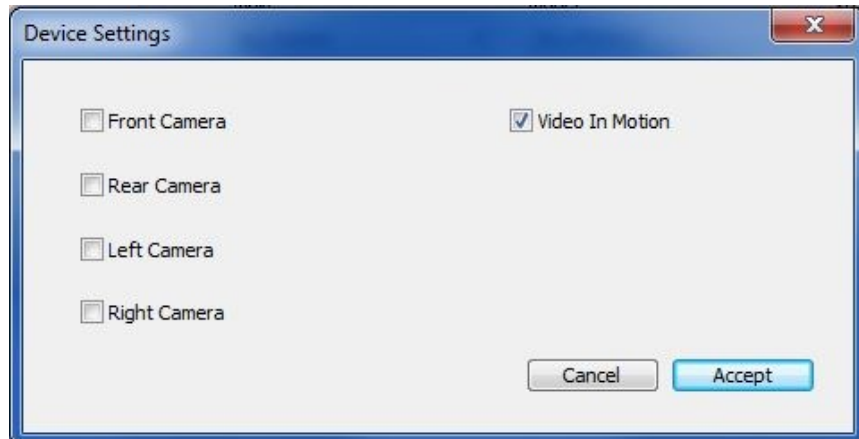 Device Settings
Front Camera
Video In Motion
Rear Camera
Left Camera
Right Camera
Cancel
Accept